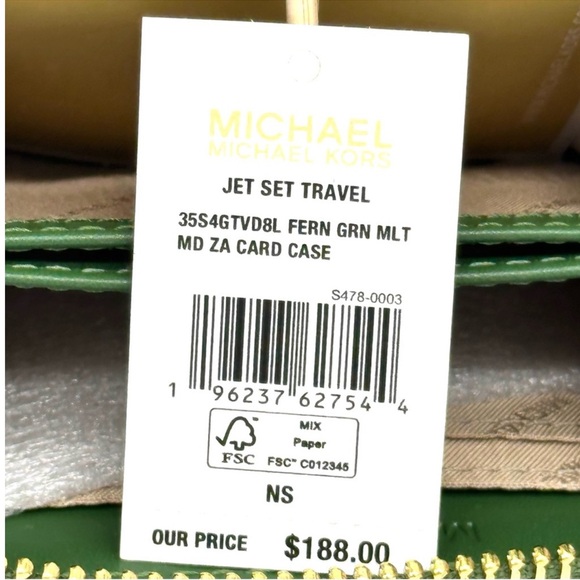 MICHAEL
MICHAEL KORS
JET SET TRAVEL
35S4GTVD8L FERN GRN MLT
MD ZA CARD CASE
S478-0003
1 96237 62754 4
MIX
Paper
FSC FSC™ C012345
NS
OUR PRICE $188.00